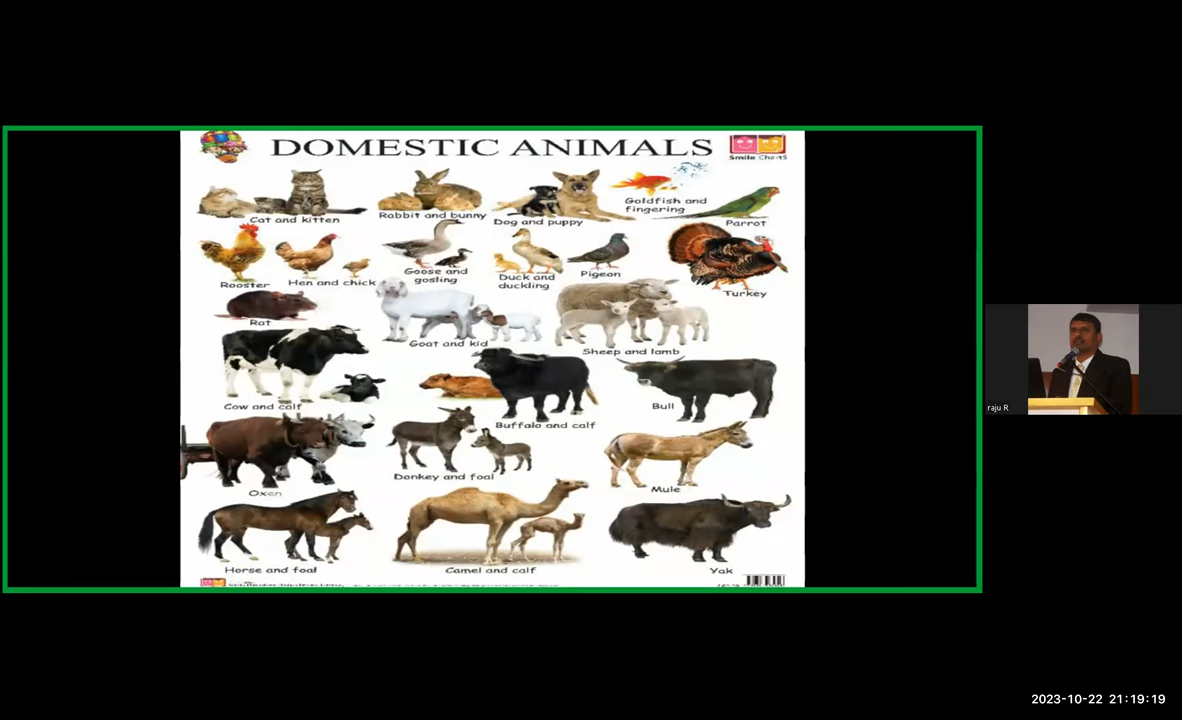 DOMESTIC ANIMALS
Smile Charts
Cat and kitten
Rabbit and bunny
Dog and puppy
Goldfish and
fingering
Parrot
Rooster
Hen and chick
Goose and
gosling
Duck and
duckling
Pigeon
Turkey
Rat
Goat and kid
Sheep and lamb
Cow and calf
Buffalo and calf
Bull
Oxen
Donkey and foal
Mule
Horse and foal
Camel and calf
Yak
raju R
2023-10-22 21:19:19